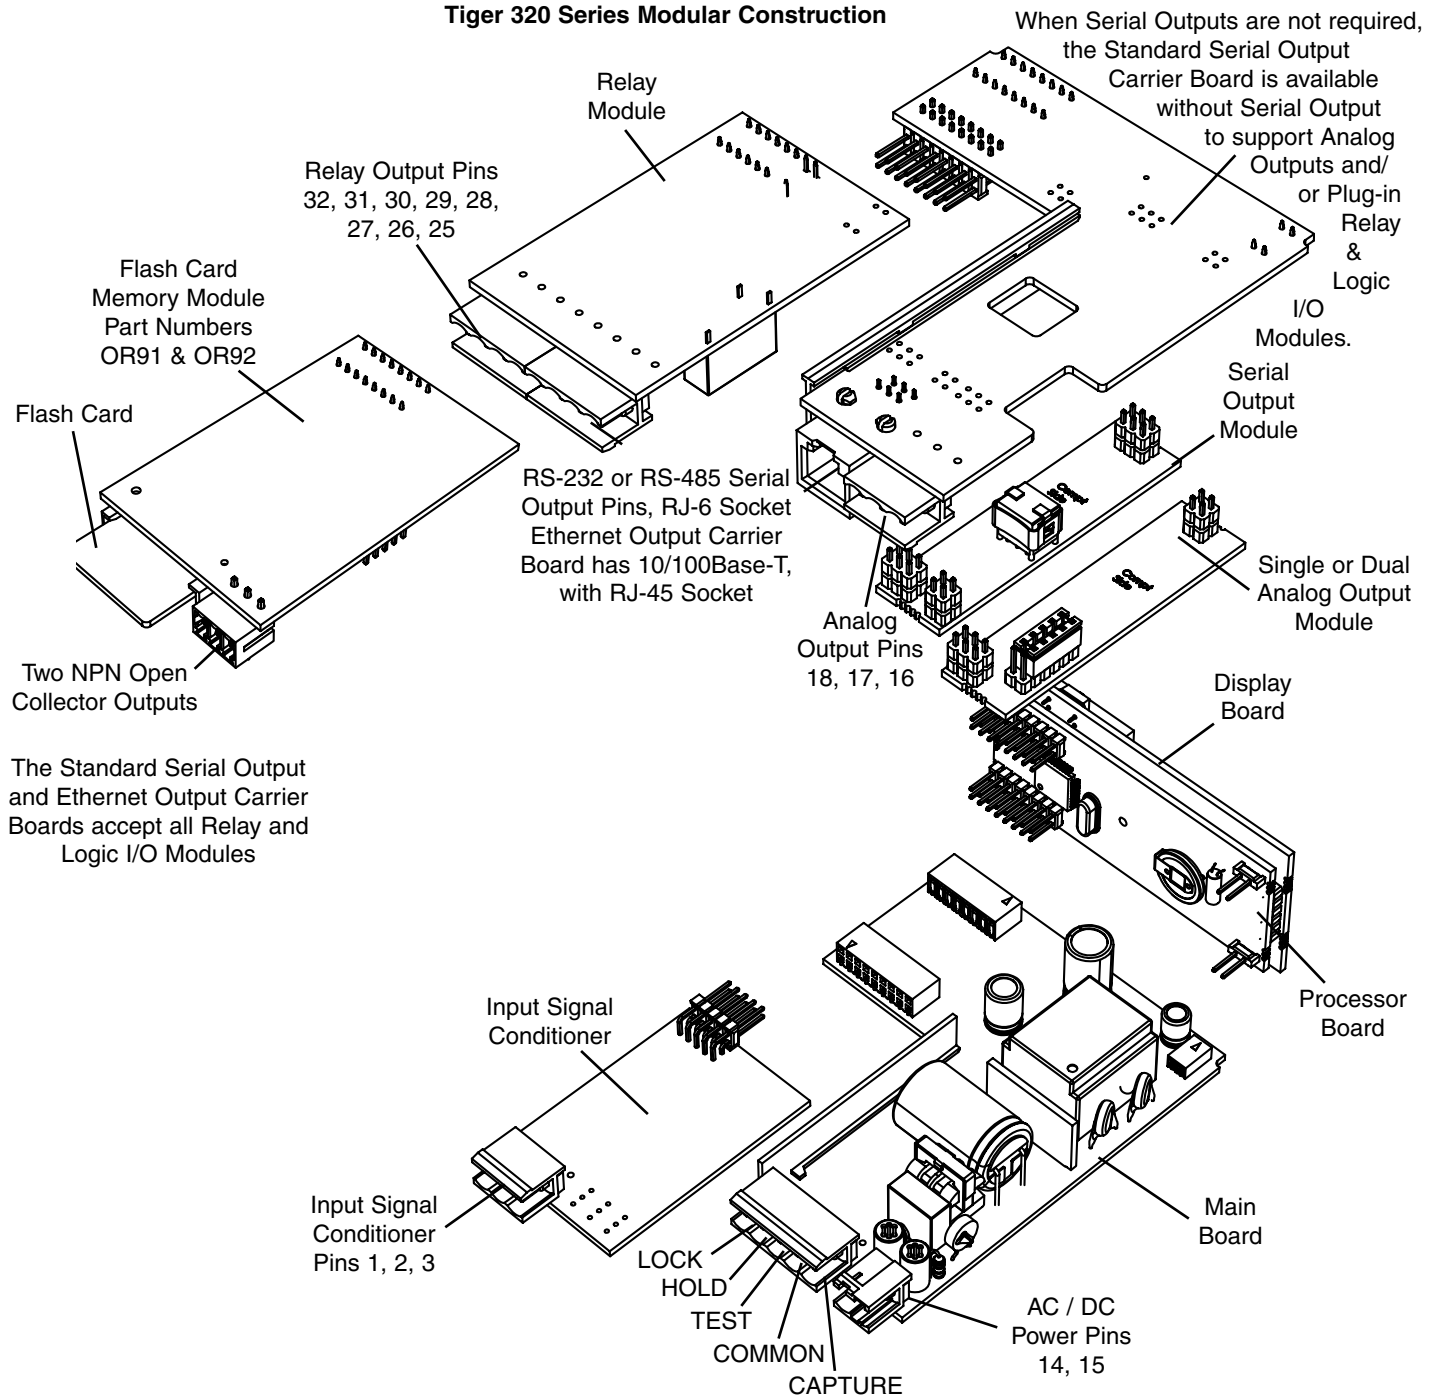 Tiger 320 Series Modular Construction
When Serial Outputs are not required,
the Standard Serial Output
Carrier Board is available
without Serial Output
to support Analog
Outputs and/
or Plug-in
Relay
&
Logic
I/O
Modules.
Relay
Module
Relay Output Pins
32, 31, 30, 29, 28,
27, 26, 25
Flash Card
Memory Module
Part Numbers
OR91 & OR92
Flash Card
Serial
Output
Module
RS-232 or RS-485 Serial
Output Pins, RJ-6 Socket
Ethernet Output Carrier
Board has 10/100Base-T,
with RJ-45 Socket
Compt
Side
Compt
Side
Single or Dual
Analog Output
Module
Analog
Output Pins
18, 17, 16
Two NPN Open
Collector Outputs
Display
Board
The Standard Serial Output
and Ethernet Output Carrier
Boards accept all Relay and
Logic I/O Modules
Processor
Board
Input Signal
Conditioner
Input Signal
Conditioner
Pins 1, 2, 3
Main
Board
LOCK
HOLD
TEST
COMMON
CAPTURE
AC / DC
Power Pins
14, 15